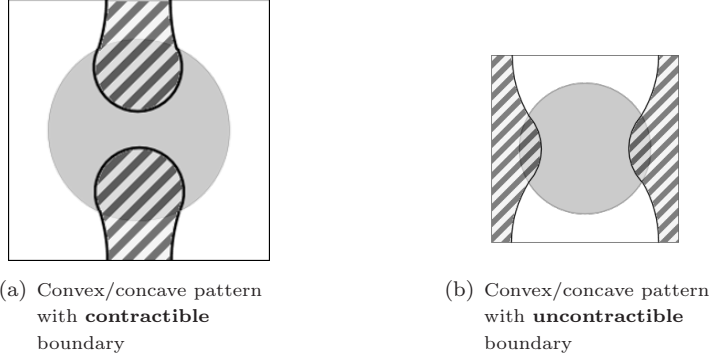 (a) Convex/concave pattern
with contractible
boundary
(b) Convex/concave pattern
with uncontractible
boundary